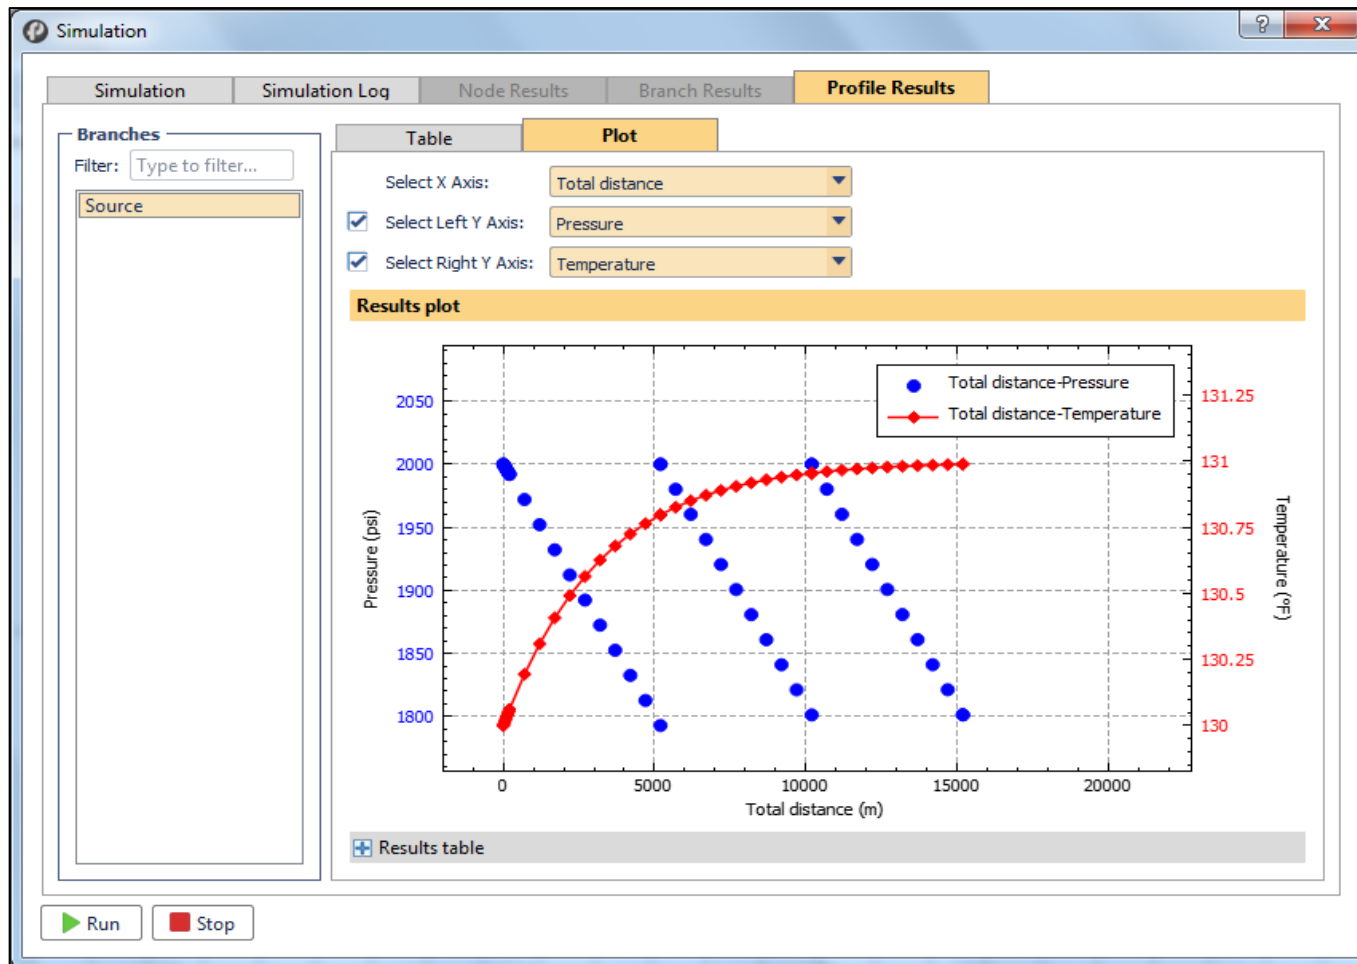 Simulation
Simulation Simulation Log Node Results Branch Results Profile Results
Branches
Filter: Type to filter...
Source
Table Plot
Select X Axis: Total distance
Select Left Y Axis: Pressure
Select Right Y Axis: Temperature
Results plot
Total distance-Pressure
Total distance-Temperature
2050
2000
1950
1900
1850
1800
Pressure (psi)
131.25
131
130.75
130.5
130.25
130
Temperature (°F)
0 5000 10000 15000 20000
Total distance (m)
Results table
Run Stop